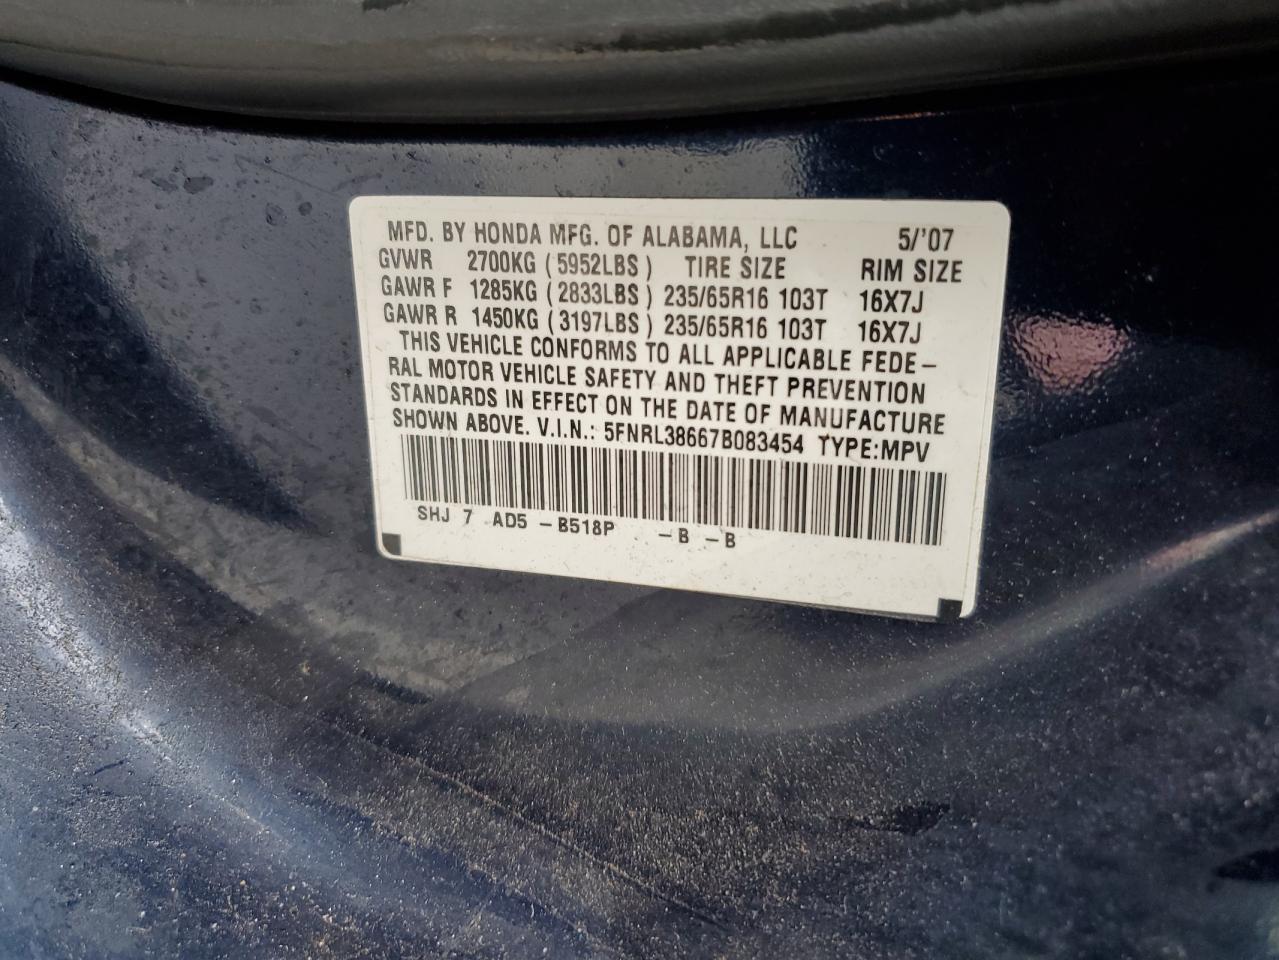 MFD. BY HONDA MFG. OF ALABAMA, LLC 5/'07
GVWR 2700KG (5952LBS) TIRE SIZE RIM SIZE
GAWR F 1285KG (2833LBS) 235/65R16 103T 16X7J
GAWR R 1450KG (3197LBS) 235/65R16 103T 16X7J
THIS VEHICLE CONFORMS TO ALL APPLICABLE FEDE-
RAL MOTOR VEHICLE SAFETY AND THEFT PREVENTION
STANDARDS IN EFFECT ON THE DATE OF MANUFACTURE
SHOWN ABOVE. V.I.N.: 5FNRL38667B083454 TYPE:MPV
SHJ 7 AD5 -B518P -B -B